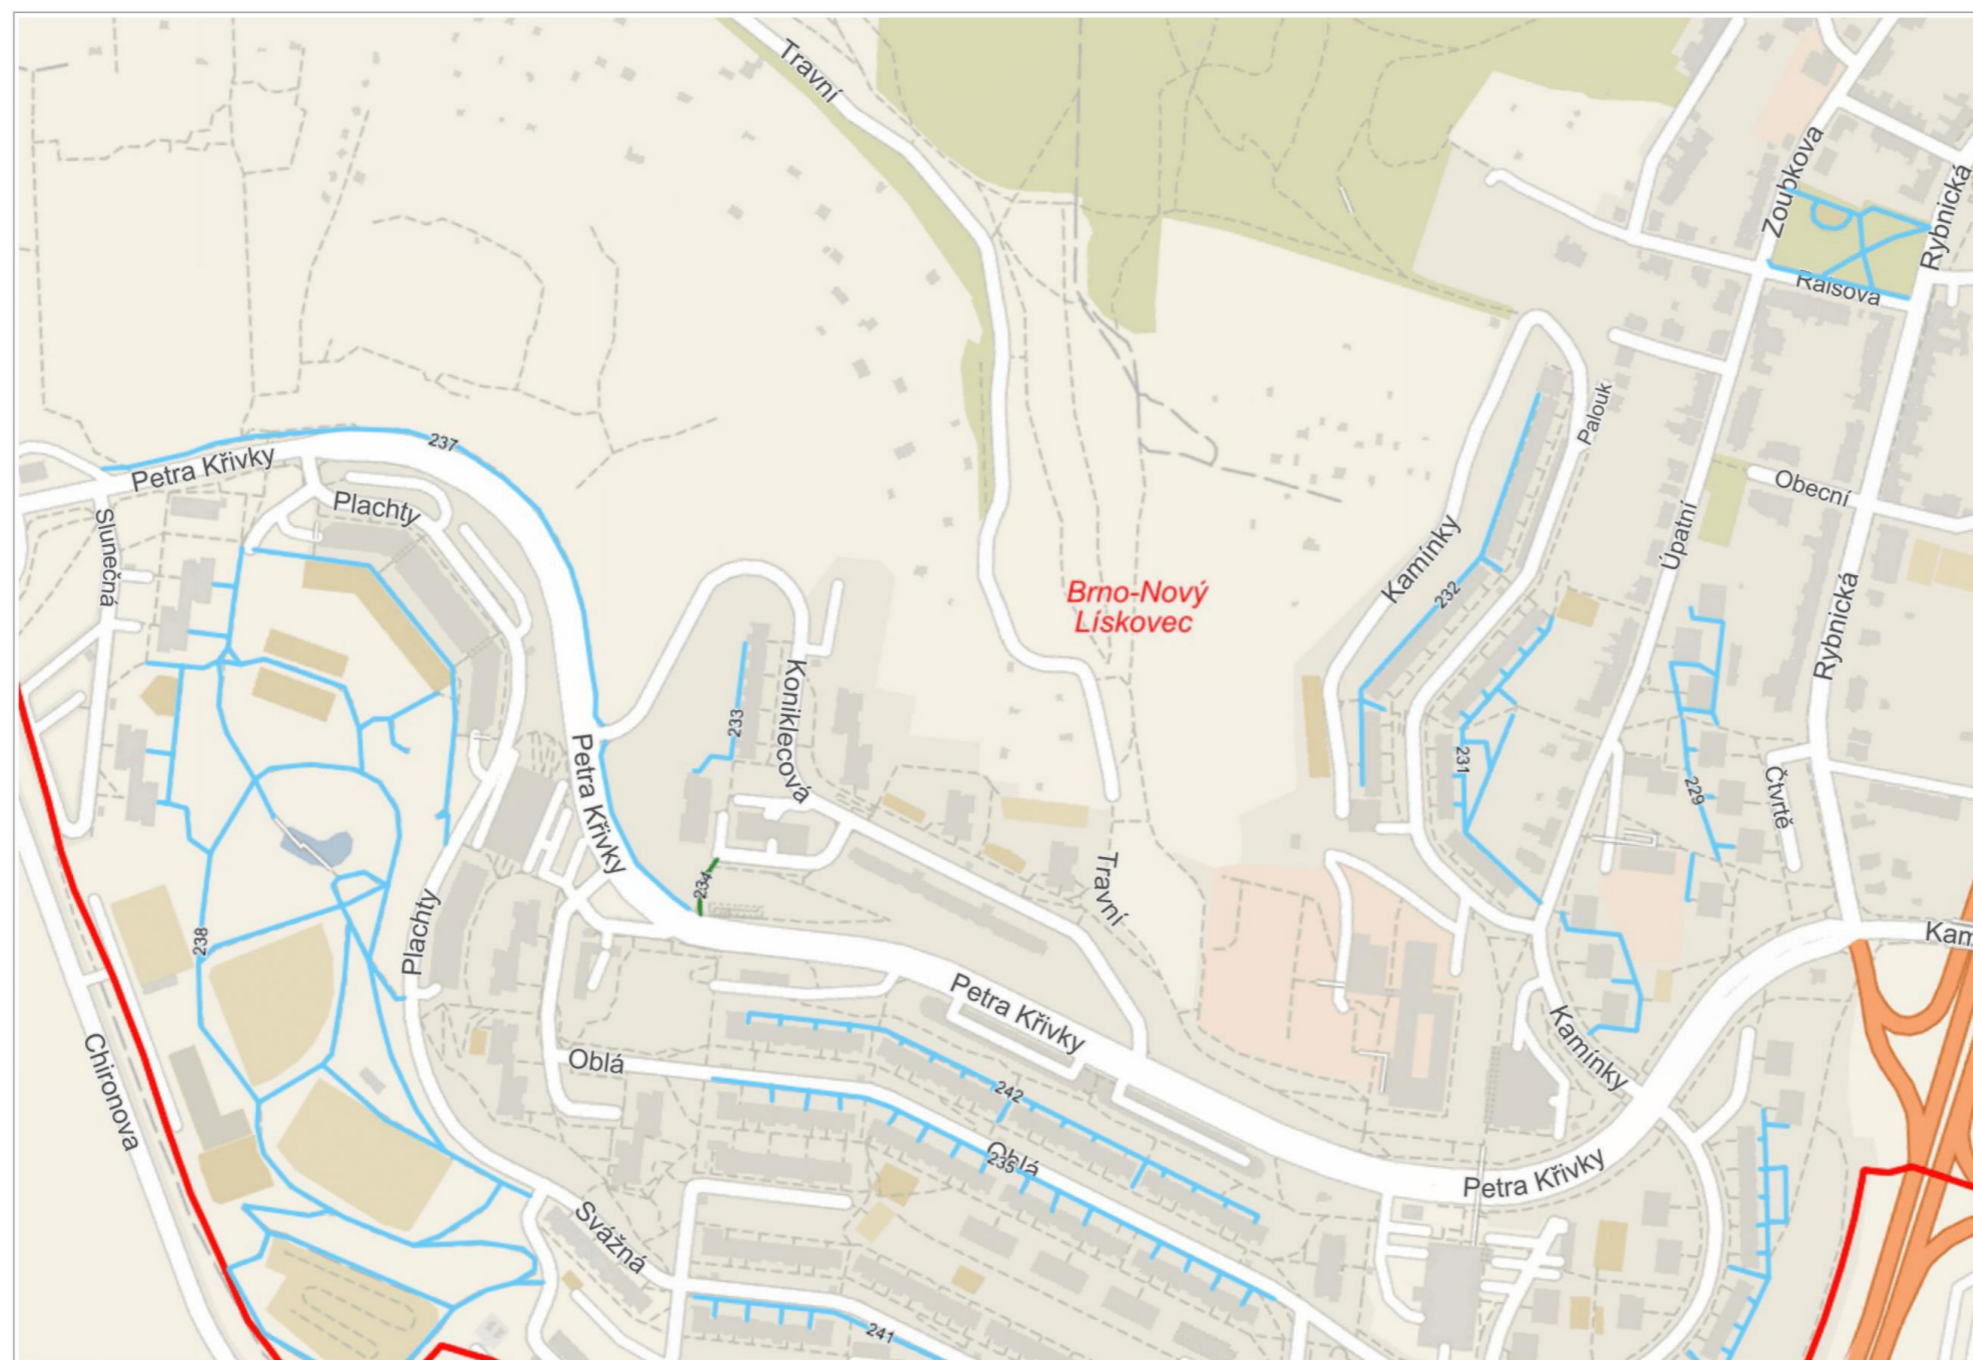 Travní
Zoubkova
Rybnická
Raisova
Palouk
Petra Křivky
237
Plachty
Obecní
Slunečná
Úpatní
Kamínky
232
Brno-Nový
Lískovec
Rybnická
Koniklecová
233
231
229
Čtvrtě
Petra Křivky
234
Travní
Plachty
238
Kam
Petra Křivky
Chironova
Oblá
Kamínky
242
Oblá
235
Petra Křivky
Svážná
241